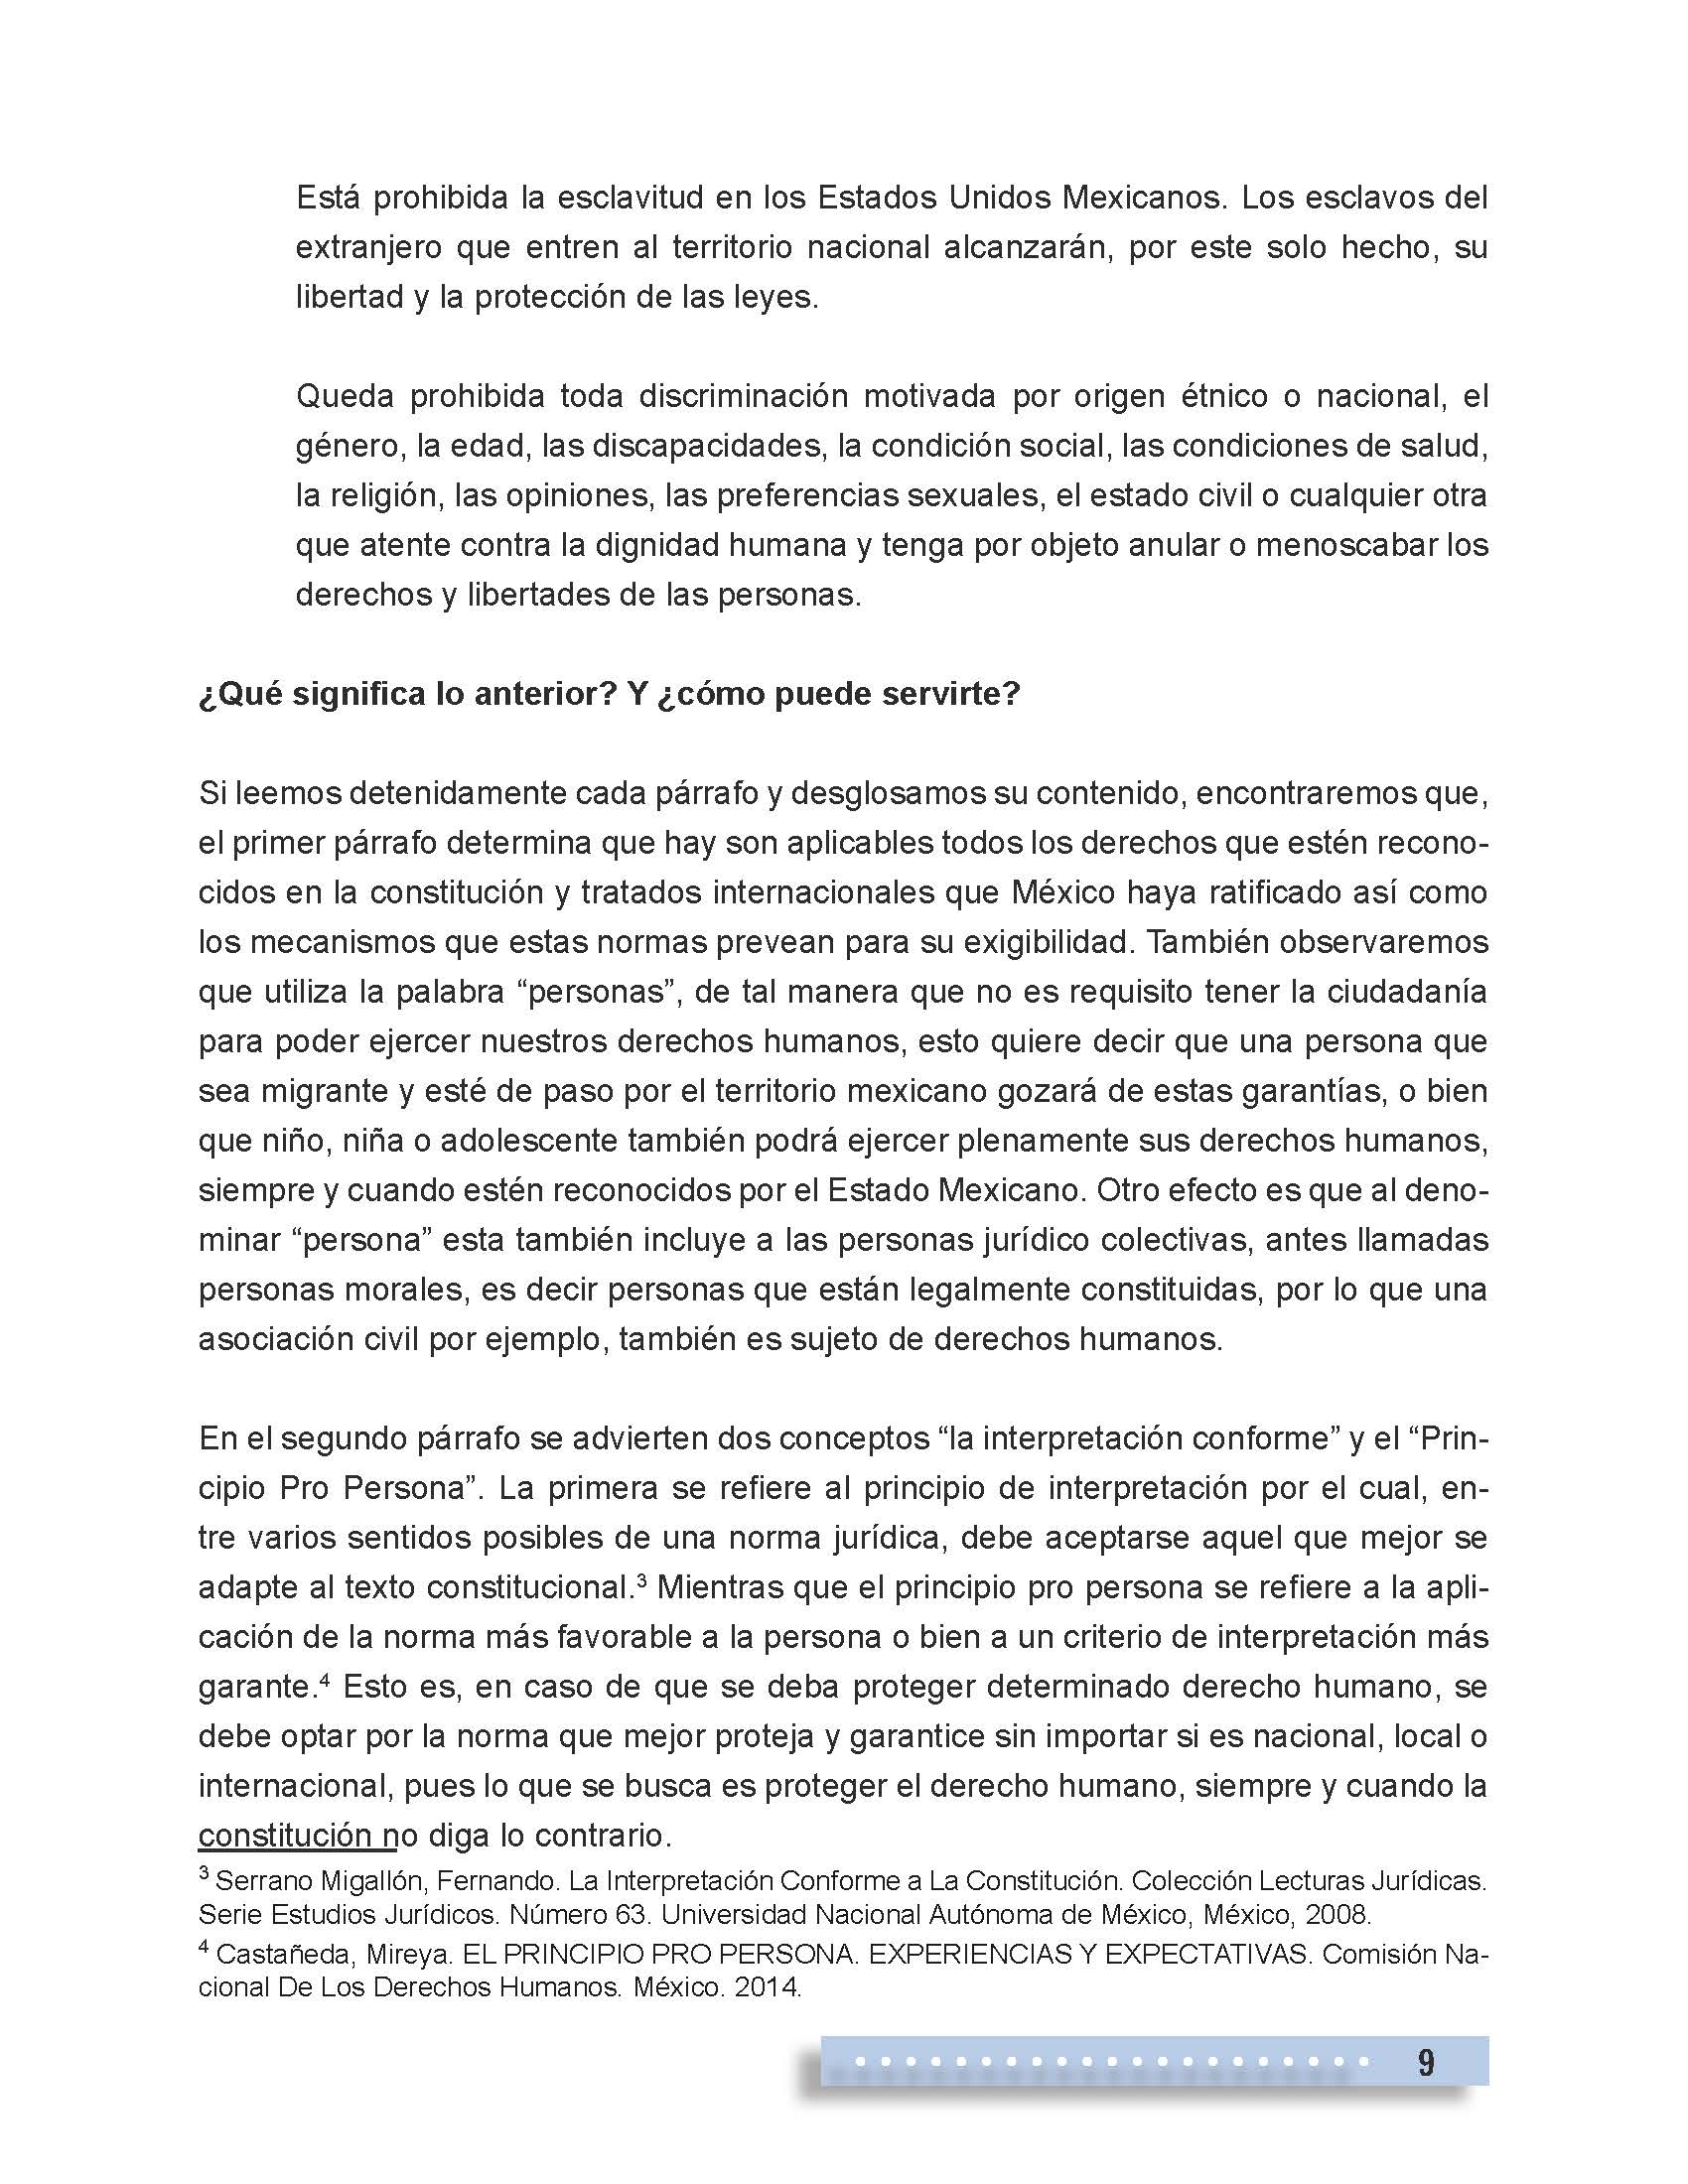 Está prohibida la esclavitud en los Estados Unidos Mexicanos. Los esclavos del
extranjero que entren al territorio nacional alcanzarán, por este solo hecho, su
libertad y la protección de las leyes.
Queda prohibida toda discriminación motivada por origen étnico o nacional, el
género, la edad, las discapacidades, la condición social, las condiciones de salud,
la religión, las opiniones, las preferencias sexuales, el estado civil o cualquier otra
que atente contra la dignidad humana y tenga por objeto anular o menoscabar los
derechos y libertades de las personas.
¿Qué significa lo anterior? Y ¿cómo puede servirte?
Si leemos detenidamente cada párrafo y desglosamos su contenido, encontraremos que,
el primer párrafo determina que hay son aplicables todos los derechos que estén recono-
cidos en la constitución y tratados internacionales que México haya ratificado así como
los mecanismos que estas normas prevean para su exigibilidad. También observaremos
que utiliza la palabra “personas”, de tal manera que no es requisito tener la ciudadanía
para poder ejercer nuestros derechos humanos, esto quiere decir que una persona que
sea migrante y esté de paso por el territorio mexicano gozará de estas garantías, o bien
que niño, niña o adolescente también podrá ejercer plenamente sus derechos humanos,
siempre y cuando estén reconocidos por el Estado Mexicano. Otro efecto es que al deno-
minar “persona” esta también incluye a las personas jurídico colectivas, antes llamadas
personas morales, es decir personas que están legalmente constituidas, por lo que una
asociación civil por ejemplo, también es sujeto de derechos humanos.
En el segundo párrafo se advierten dos conceptos “la interpretación conforme” y el “Prin-
cipio Pro Persona”. La primera se refiere al principio de interpretación por el cual, en-
tre varios sentidos posibles de una norma jurídica, debe aceptarse aquel que mejor se
adapte al texto constitucional.³ Mientras que el principio pro persona se refiere a la apli-
cación de la norma más favorable a la persona o bien a un criterio de interpretación más
garante.⁴ Esto es, en caso de que se deba proteger determinado derecho humano, se
debe optar por la norma que mejor proteja y garantice sin importar si es nacional, local o
internacional, pues lo que se busca es proteger el derecho humano, siempre y cuando la
constitución no diga lo contrario.
³ Serrano Migallón, Fernando. La Interpretación Conforme a La Constitución. Colección Lecturas Jurídicas.
Serie Estudios Jurídicos. Número 63. Universidad Nacional Autónoma de México, México, 2008.
⁴ Castañeda, Mireya. EL PRINCIPIO PRO PERSONA. EXPERIENCIAS Y EXPECTATIVAS. Comisión Na-
cional De Los Derechos Humanos. México. 2014.
9